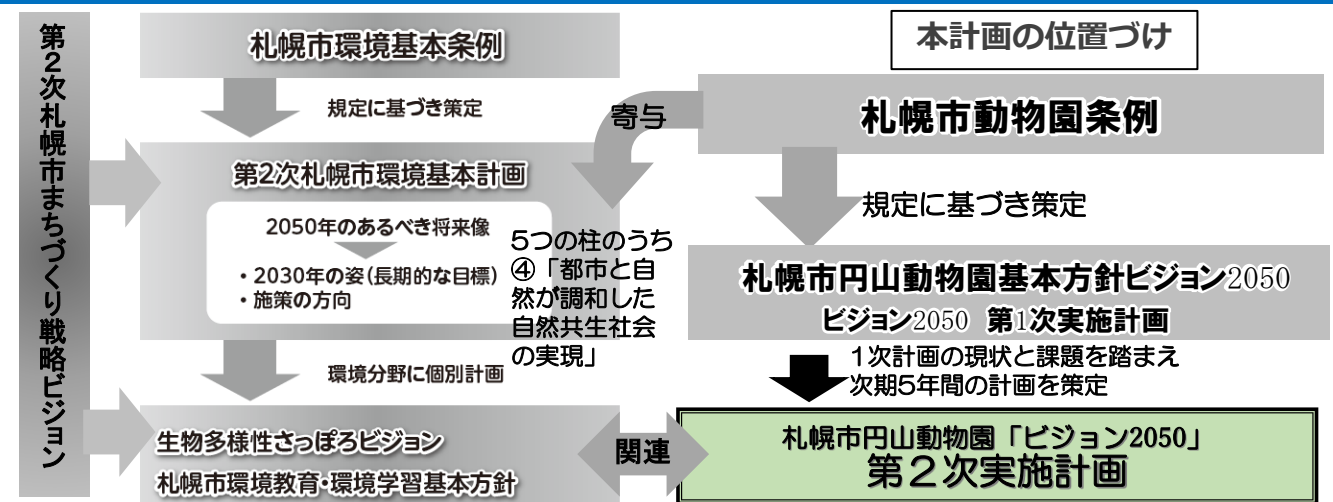 第2次札幌市まちづくり戦略ビジョン
札幌市環境基本条例
規定に基づき策定
第2次札幌市環境基本計画
2050年のあるべき将来像
・2030年の姿(長期的な目標)
・施策の方向
環境分野に個別計画
生物多様性さっぽろビジョン
札幌市環境教育・環境学習基本方針
寄与
5つの柱のうち
④「都市と自
然が調和した
自然共生社会
の実現」
関連
本計画の位置づけ
札幌市動物園条例
規定に基づき策定
札幌市円山動物園基本方針ビジョン2050
ビジョン2050 第1次実施計画
1次計画の現状と課題を踏まえ
次期5年間の計画を策定
札幌市円山動物園「ビジョン2050」
第2次実施計画